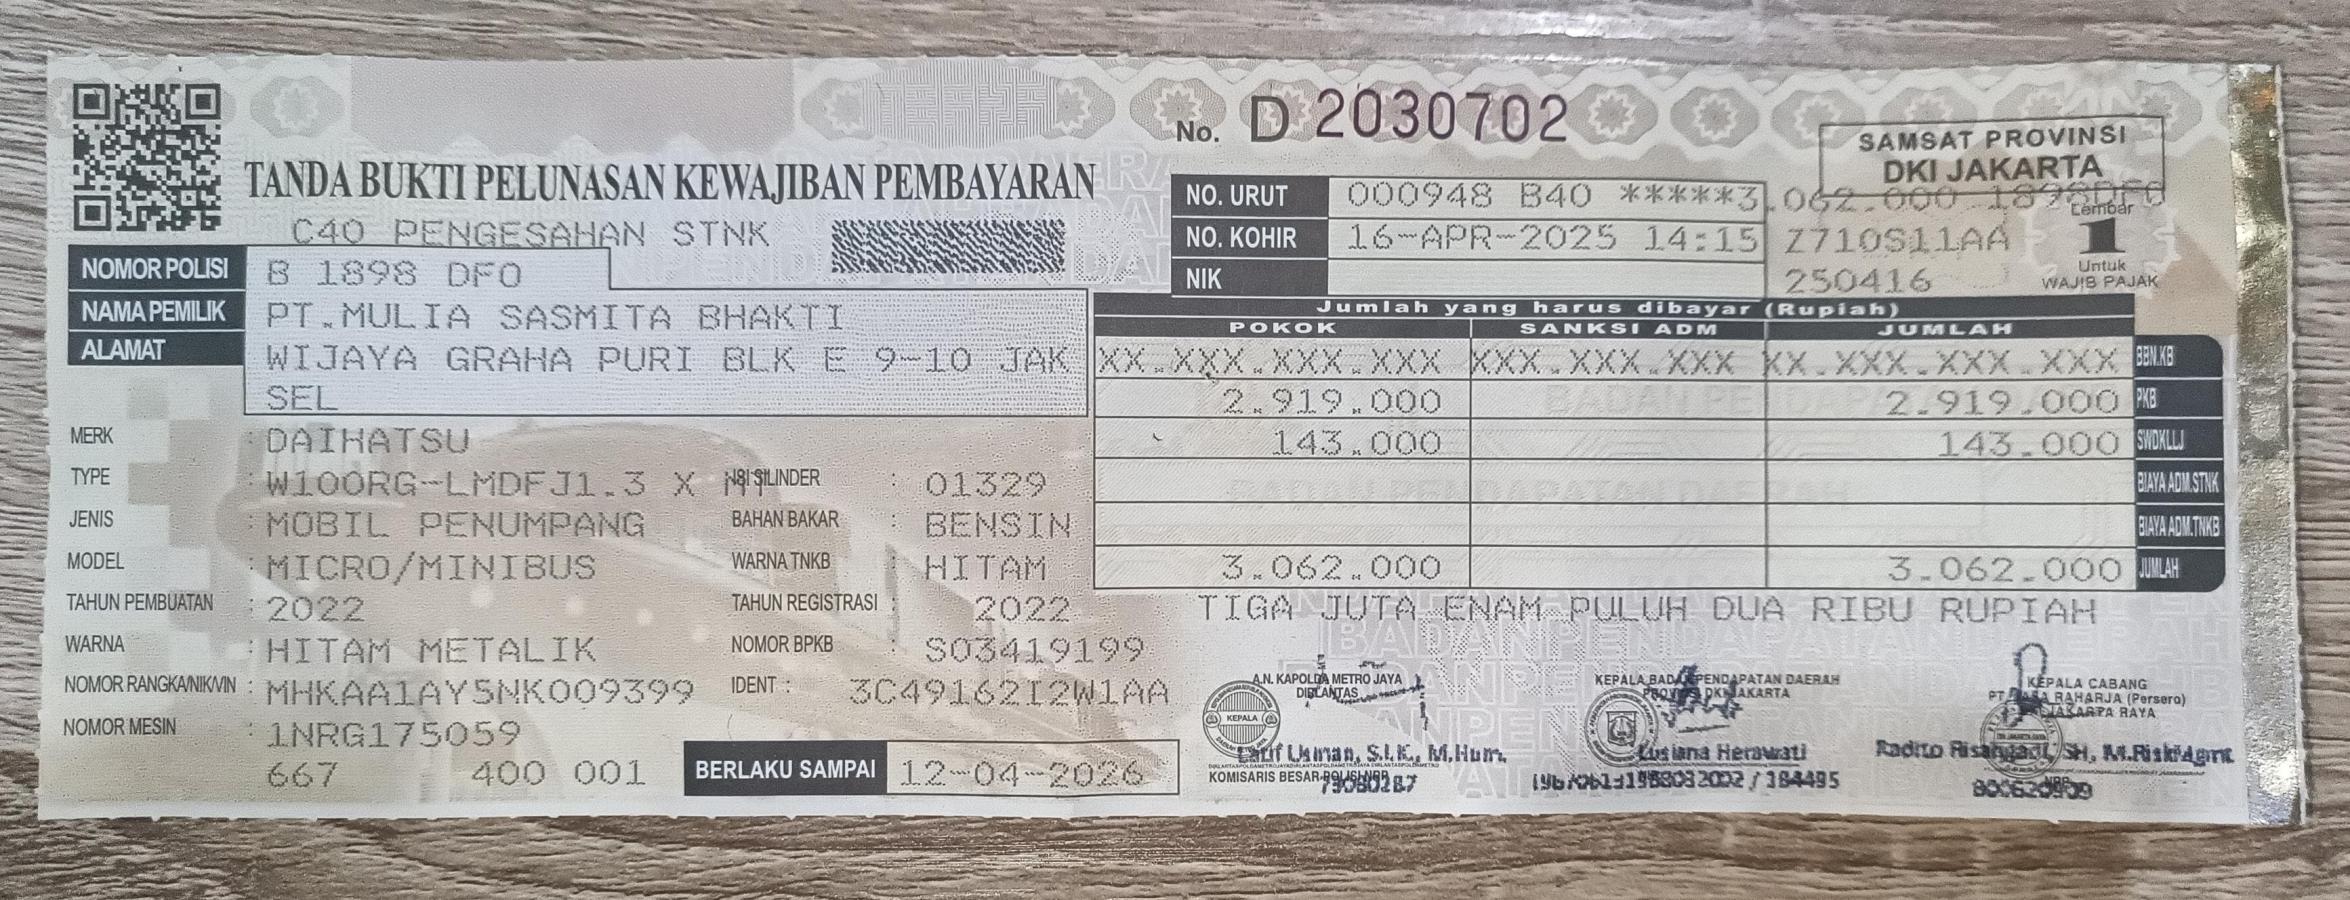 No. D 2030702
SAMSAT PROVINSI
DKI JAKARTA
TANDA BUKTI PELUNASAN KEWAJIBAN PEMBAYARAN
C40 PENGESAHAN STNK
NO. URUT 000948 B40 *****3.062.000 1898DFO
NO. KOHIR 16-APR-2025 14:15 Z710S11AA
NIK 250416
Lembar
1
Untuk
WAJIB PAJAK
NOMOR POLISI B 1898 DFO
NAMA PEMILIK PT.MULIA SASMITA BHAKTI
ALAMAT WIJAYA GRAHA PURI BLK E 9-10 JAK
SEL
Jumlah yang harus dibayar (Rupiah)
POKOK SANKSI ADM JUMLAH
XX.XXX.XXX.XXX XXX.XXX.XXX XX.XXX.XXX.XXX BBN.KB
2.919.000 2.919.000 PKB
143.000 143.000 SWDKLLJ
BIAYA ADM.STNK
BIAYA ADM.TNKB
3.062.000 3.062.000 JUMLAH
TIGA JUTA ENAM PULUH DUA RIBU RUPIAH
MERK : DAIHATSU
TYPE : W100RG-LMDFJ1.3 X MT ISI SILINDER : 01329
JENIS : MOBIL PENUMPANG BAHAN BAKAR : BENSIN
MODEL : MICRO/MINIBUS WARNA TNKB : HITAM
TAHUN PEMBUATAN : 2022 TAHUN REGISTRASI : 2022
WARNA : HITAM METALIK NOMOR BPKB : S03419199
NOMOR RANGKA/NIK/VIN : MHKAA1AY5NK009399 IDENT : 3C49162I2W1AA
NOMOR MESIN : 1NRG175059
667 400 001 BERLAKU SAMPAI 12-04-2026
A.N. KAPOLDA METRO JAYA
DIRLANTAS
KEPALA
Latif Usman, S.I.K., M.Hum.
KOMISARIS BESAR POLISI NRP
79080287
KEPALA BADAN PENDAPATAN DAERAH
PROVINSI DKI JAKARTA
Lusiana Herawati
/ 184495
KEPALA CABANG
PT. JASA RAHARJA (Persero)
DKI JAKARTA RAYA
SH, M.RiskMgmt